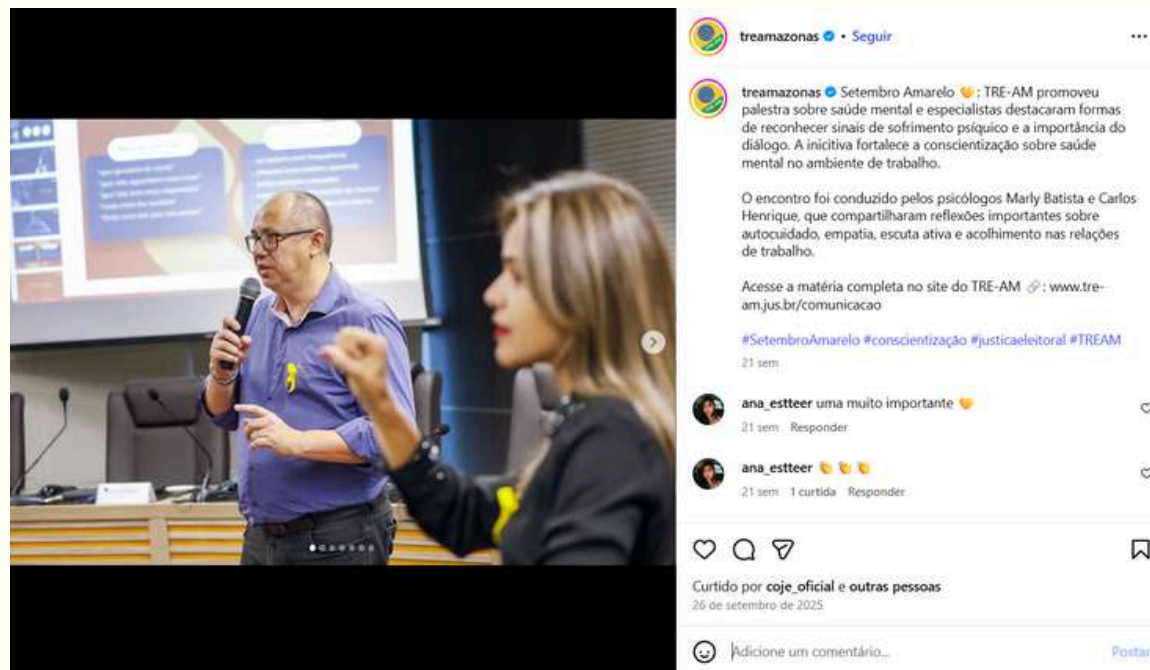 treamazonas • Seguir
treamazonas Setembro Amarelo 🧡: TRE-AM promoveu
palestra sobre saúde mental e especialistas destacaram formas
de reconhecer sinais de sofrimento psíquico e a importância do
diálogo. A inicitiva fortalece a conscientização sobre saúde
mental no ambiente de trabalho.
O encontro foi conduzido pelos psicólogos Marly Batista e Carlos
Henrique, que compartilharam reflexões importantes sobre
autocuidado, empatia, escuta ativa e acolhimento nas relações
de trabalho.
Acesse a matéria completa no site do TRE-AM 🔗: www.tre-
am.jus.br/comunicacao
#SetembroAmarelo #conscientização #justicaeleitoral #TREAM
21 sem
ana_estteer uma muito importante 🧡
21 sem Responder
ana_estteer 👏👏👏
21 sem 1 curtida Responder
Curtido por coje_oficial e outras pessoas
26 de setembro de 2025
Adicione um comentário... Postar